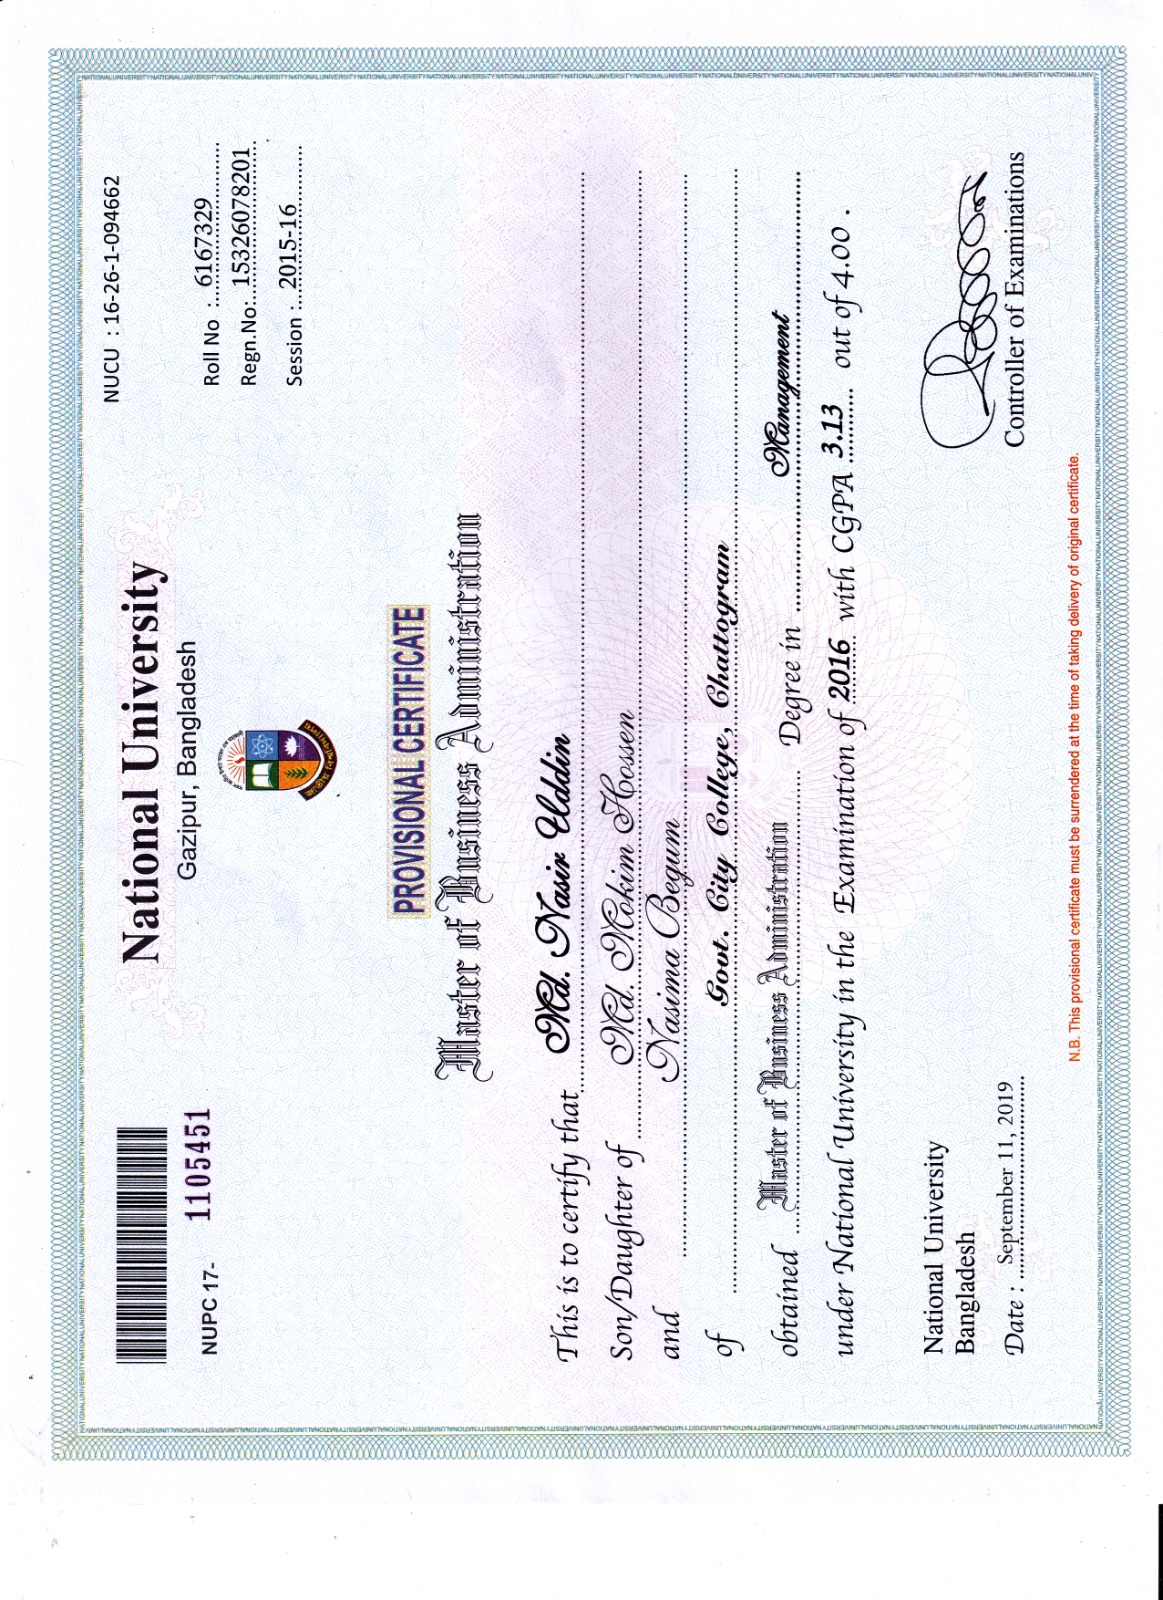 NUCU : 16-26-1-094662
National University
Gazipur, Bangladesh
NUPC 17- 1105451
Roll No : 6167329
Regn.No: 15326078201
Session : 2015-16
PROVISIONAL CERTIFICATE
Master of Business Administration
This is to certify that Md. Nasir Uddin
Son/Daughter of Md. Mokim Hossen
and Nasima Begum
of Govt. City College, Chattogram
obtained Master of Business Administration Degree in Management
under National University in the Examination of 2016 with CGPA 3.13 out of 4.00 .
National University
Bangladesh
Date : September 11, 2019
Controller of Examinations
N.B. This provisional certificate must be surrendered at the time of taking delivery of original certificate.